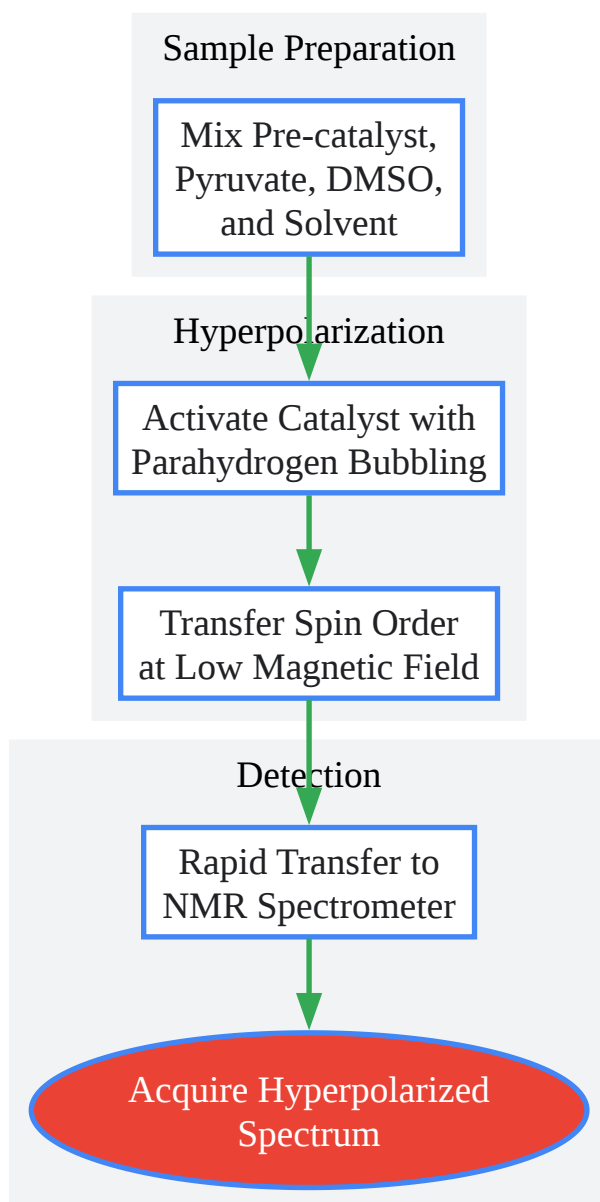 Sample Preparation
Mix Pre-catalyst,
Pyruvate, DMSO,
and Solvent
Hyperpolarization
Activate Catalyst with
Parahydrogen Bubbling
Transfer Spin Order
at Low Magnetic Field
Detection
Rapid Transfer to
NMR Spectrometer
Acquire Hyperpolarized
Spectrum